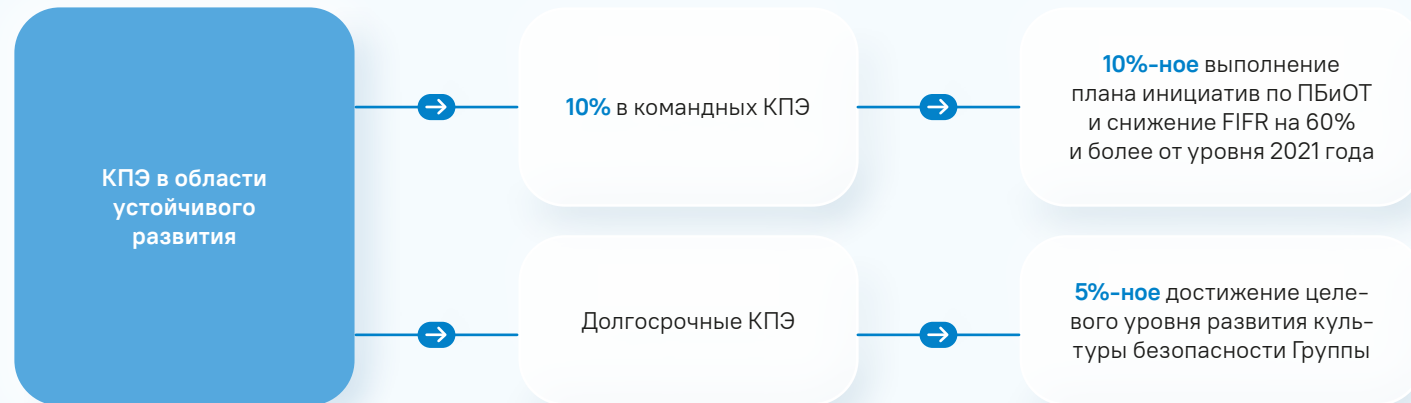 КПЭ в области
устойчивого
развития
10% в командных КПЭ
10%-ное выполнение
плана инициатив по ПБиОТ
и снижение FIFR на 60%
и более от уровня 2021 года
Долгосрочные КПЭ
5%-ное достижение целе-
вого уровня развития куль-
туры безопасности Группы